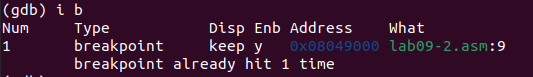 (gdb) i b
Num     Type           Disp Enb Address    What
1       breakpoint     keep y   0x08049000 lab09-2.asm:9
        breakpoint already hit 1 time